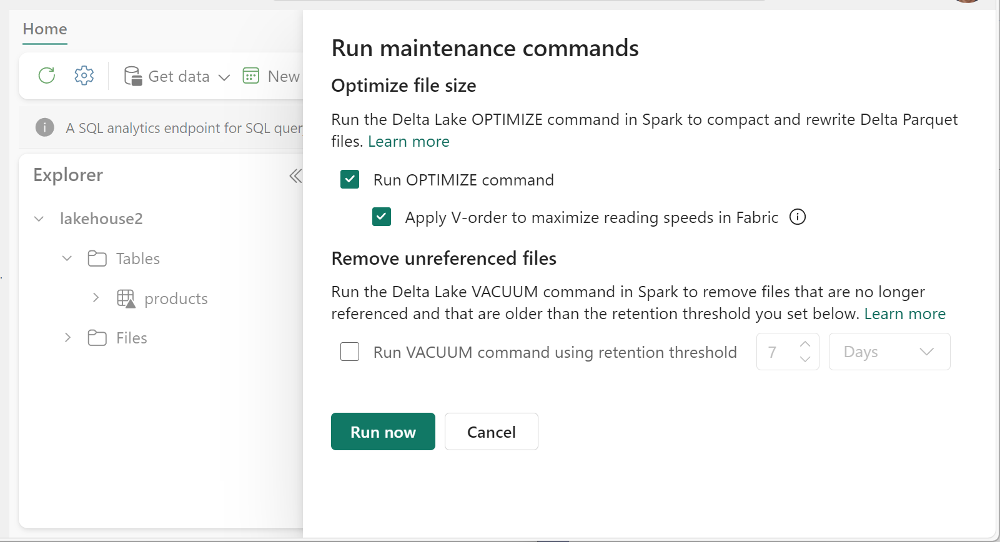 Home
Get data
New
A SQL analytics endpoint for SQL quer
Explorer
lakehouse2
Tables
products
Files
Run maintenance commands
Optimize file size
Run the Delta Lake OPTIMIZE command in Spark to compact and rewrite Delta Parquet
files. Learn more
Run OPTIMIZE command
Apply V-order to maximize reading speeds in Fabric
Remove unreferenced files
Run the Delta Lake VACUUM command in Spark to remove files that are no longer
referenced and that are older than the retention threshold you set below. Learn more
Run VACUUM command using retention threshold 7 Days
Run now Cancel